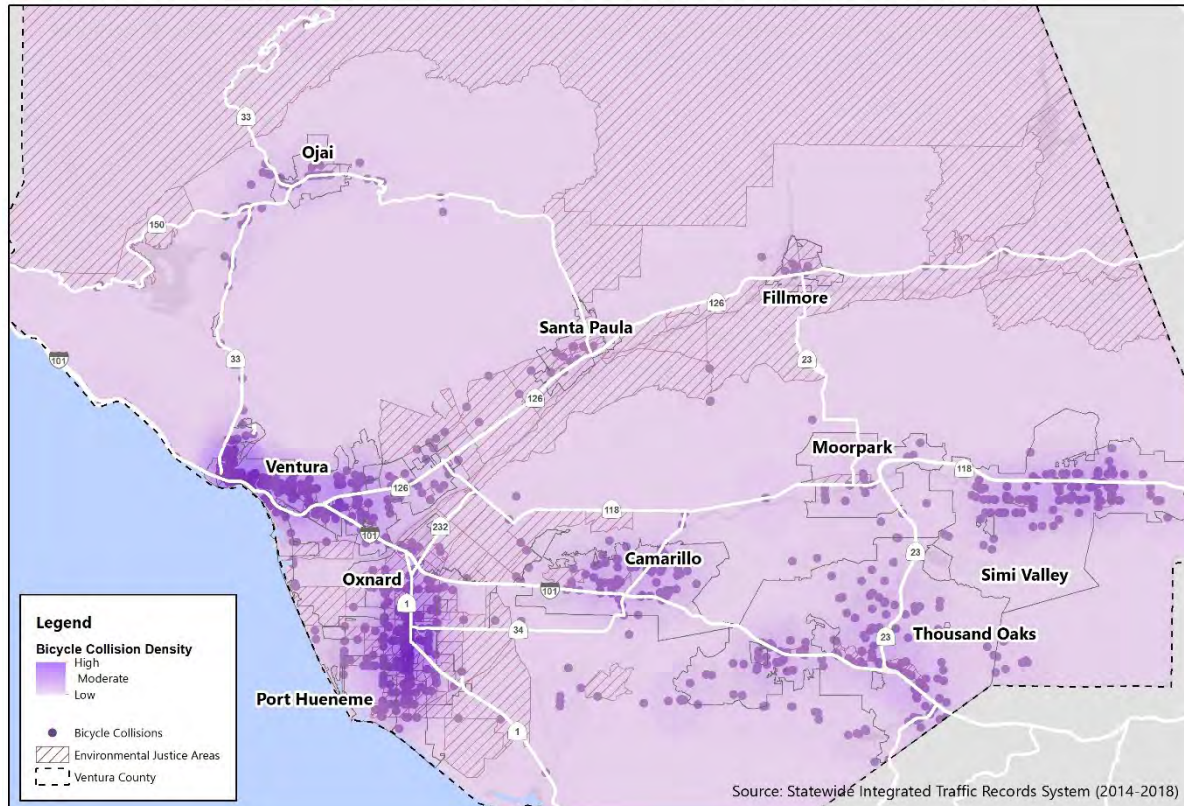 33
Ojai
150
Fillmore
126
Santa Paula
101
33
23
126
Moorpark
Ventura
118
126
118
232
101
Camarillo
23
Oxnard
101
Simi Valley
1
34
23
Thousand Oaks
Port Hueneme
1
Legend
Bicycle Collision Density
High
Moderate
Low
Bicycle Collisions
Environmental Justice Areas
Ventura County
Source: Statewide Integrated Traffic Records System (2014-2018)